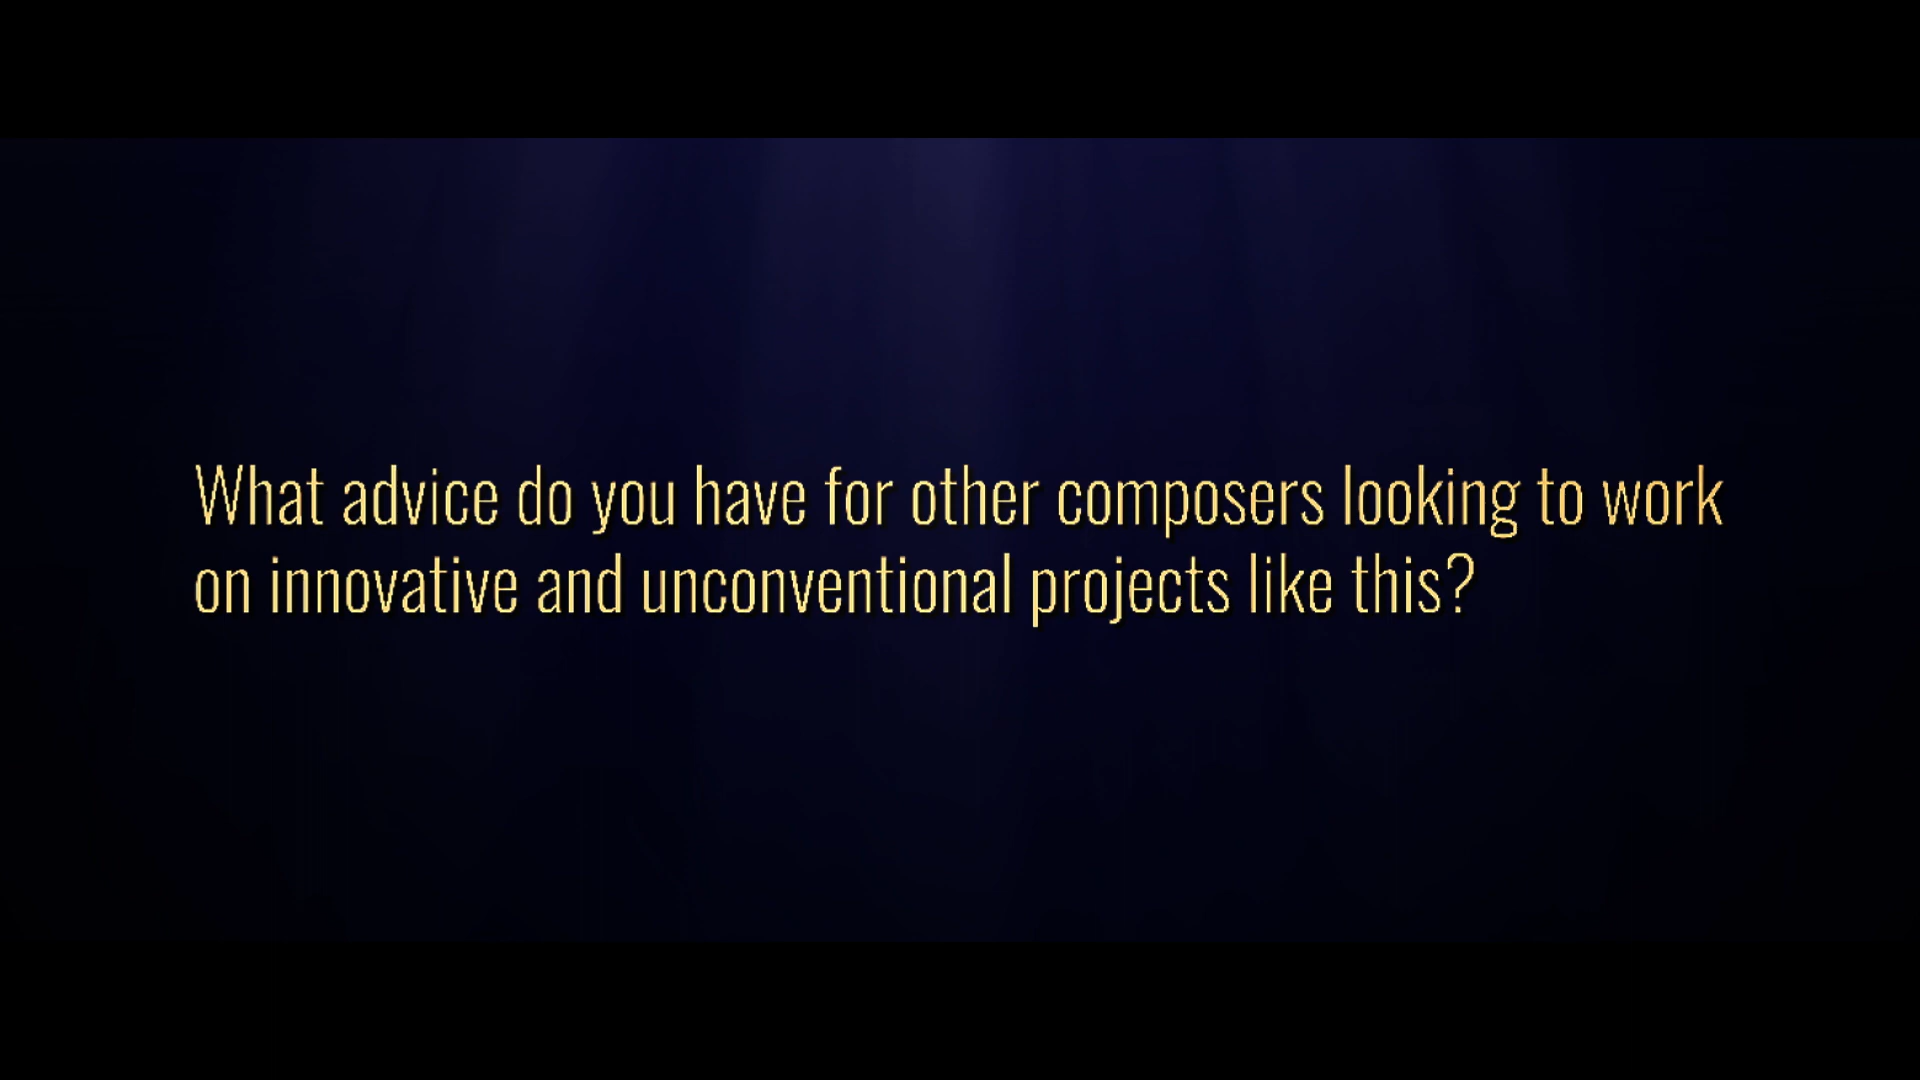 What advice do you have for other composers looking to work
on innovative and unconventional projects like this?